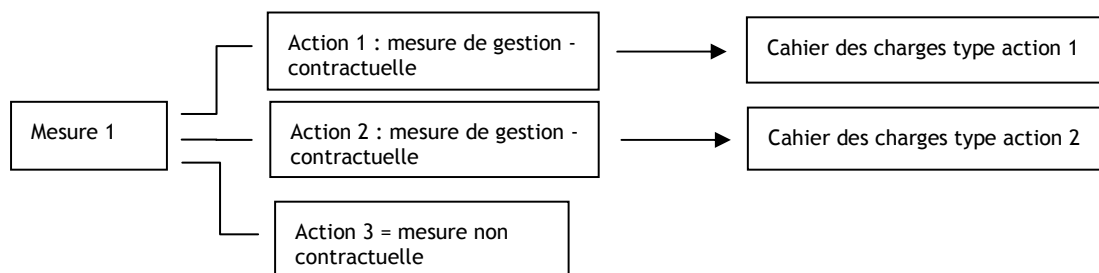 Action 1 : mesure de gestion -
contractuelle
Cahier des charges type action 1
Mesure 1
Action 2 : mesure de gestion -
contractuelle
Cahier des charges type action 2
Action 3 = mesure non
contractuelle